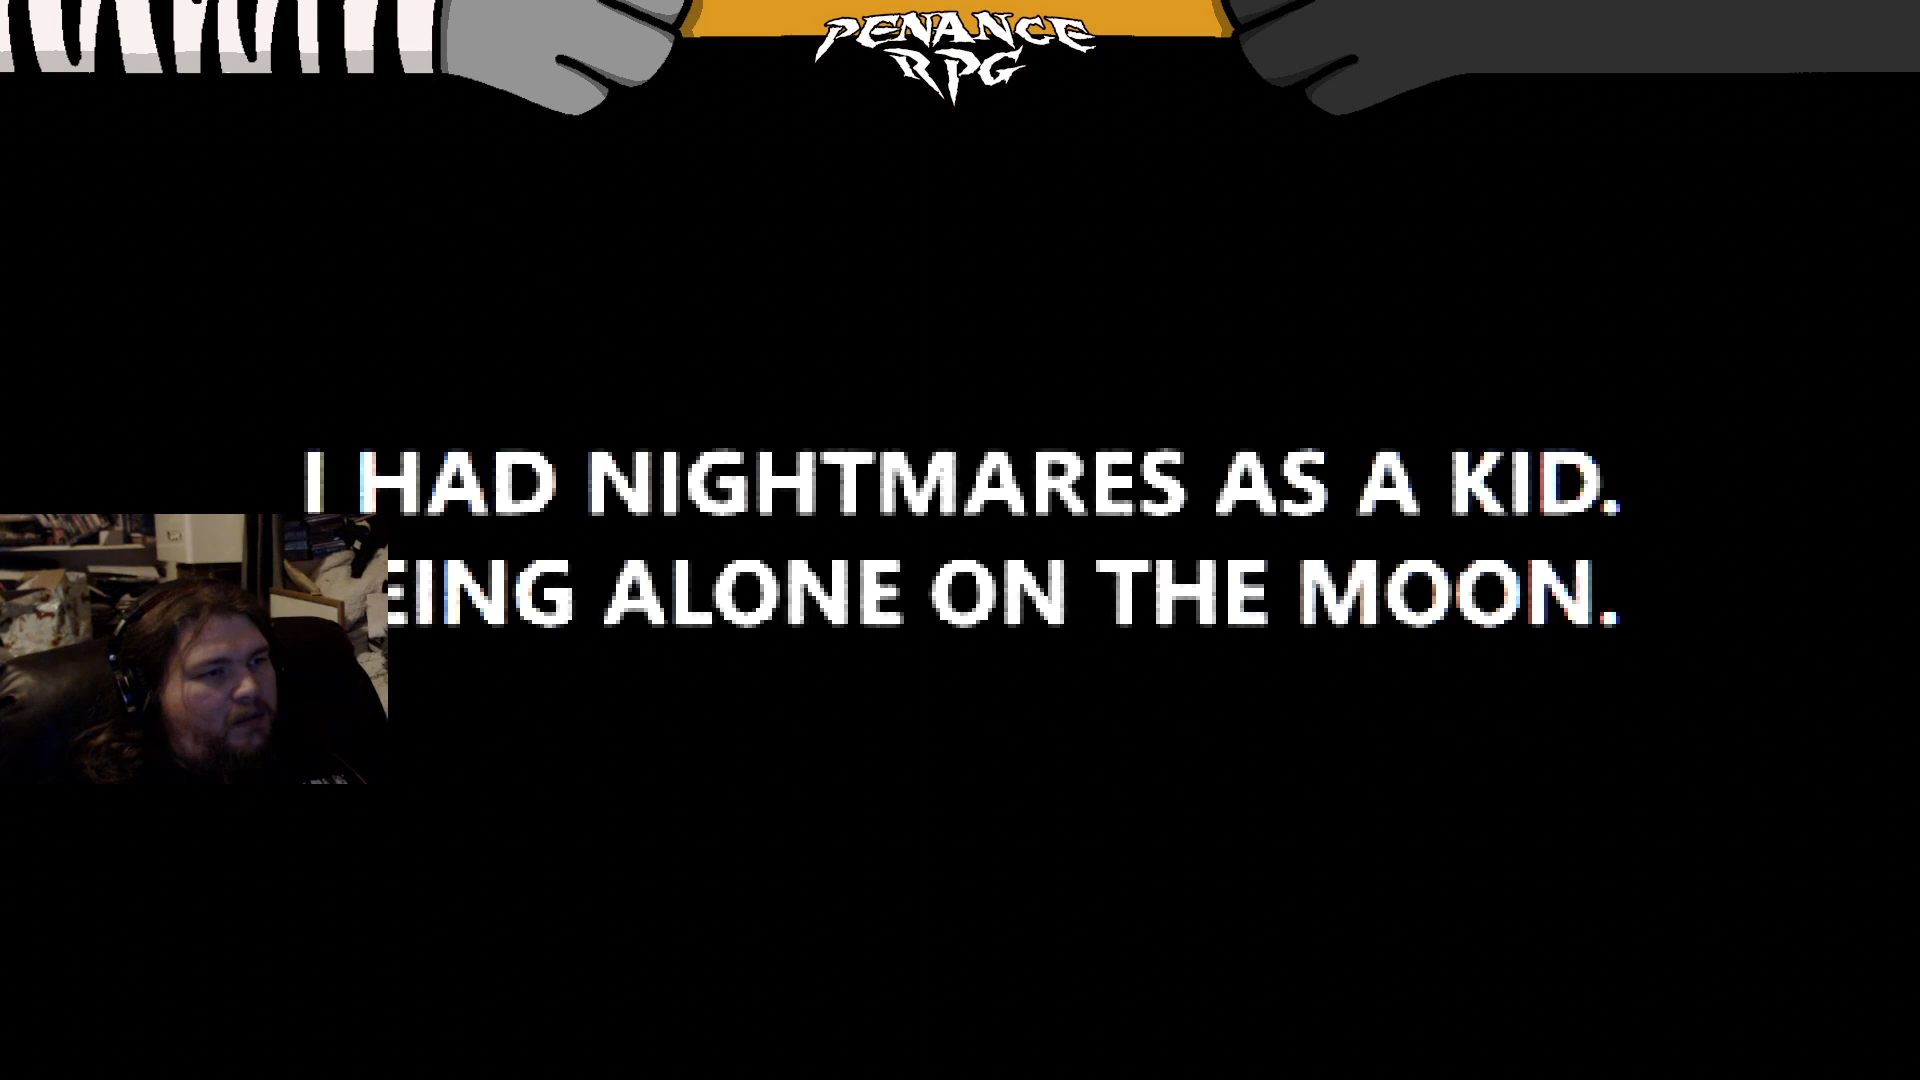 PENANCE
RPG
I HAD NIGHTMARES AS A KID.
EING ALONE ON THE MOON.